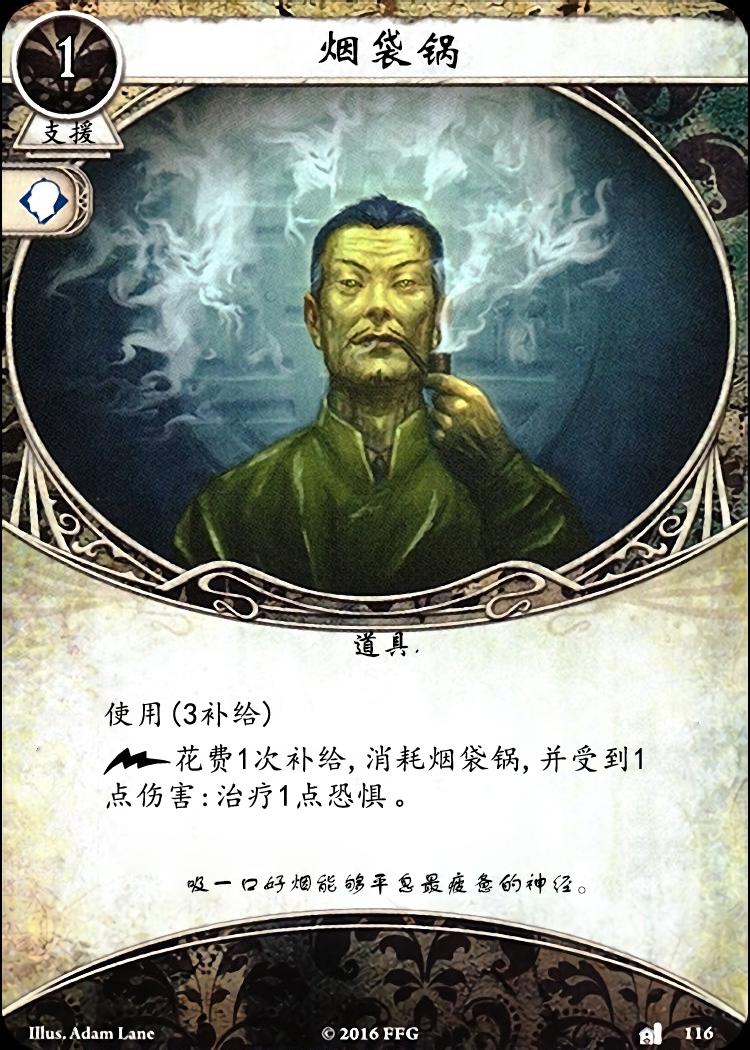 1
烟袋锅
支援
道具.
使用(3补给)
花费1次补给,消耗烟袋锅,并受到1
点伤害:治疗1点恐惧。
吸一口好烟能够平息最疲惫的神经。
Illus. Adam Lane
© 2016 FFG
116